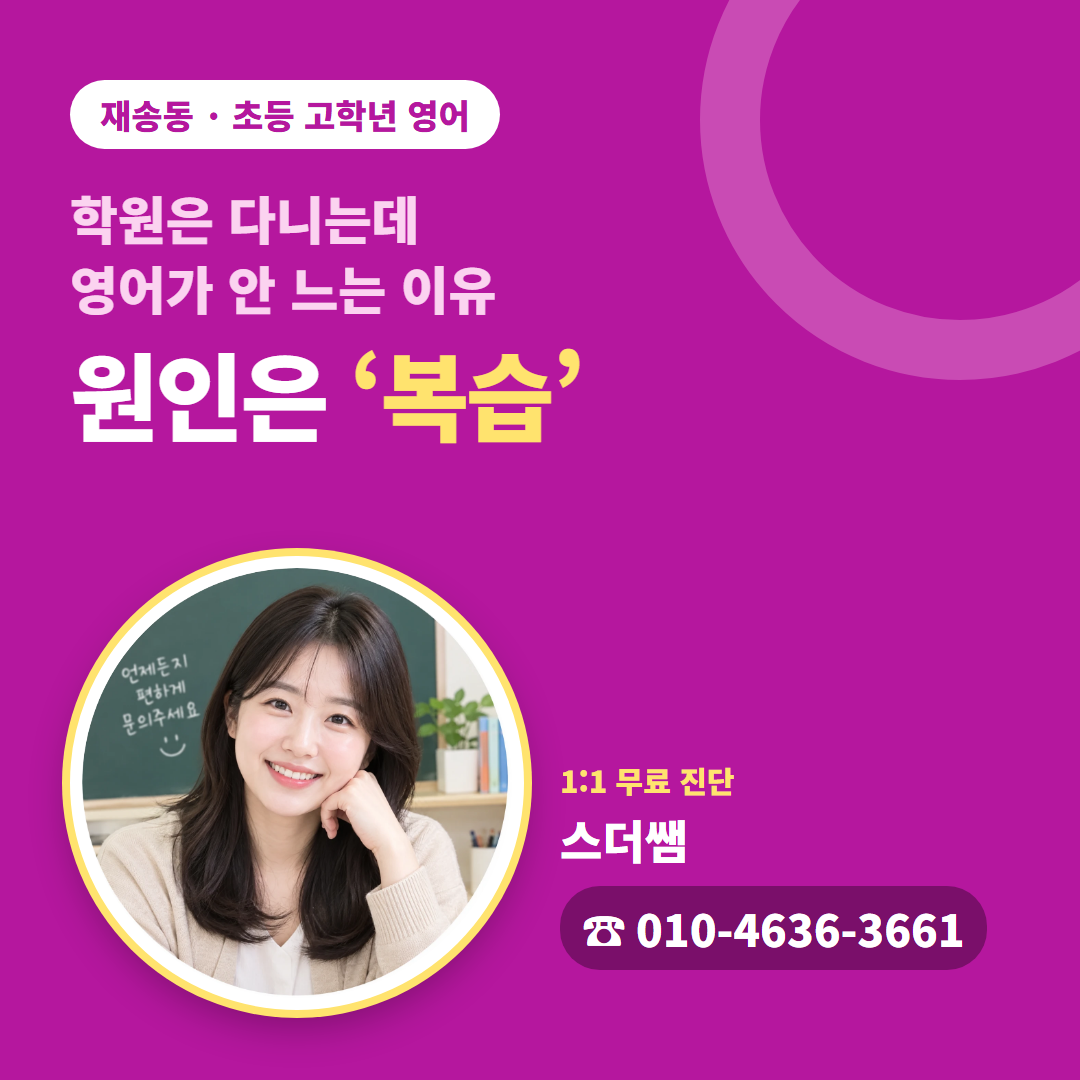 재송동 · 초등 고학년 영어
학원은 다니는데
영어가 안 느는 이유
원인은 ‘복습’
언제든지
편하게
문의주세요
1:1 무료 진단
스더쌤
☎ 010-4636-3661